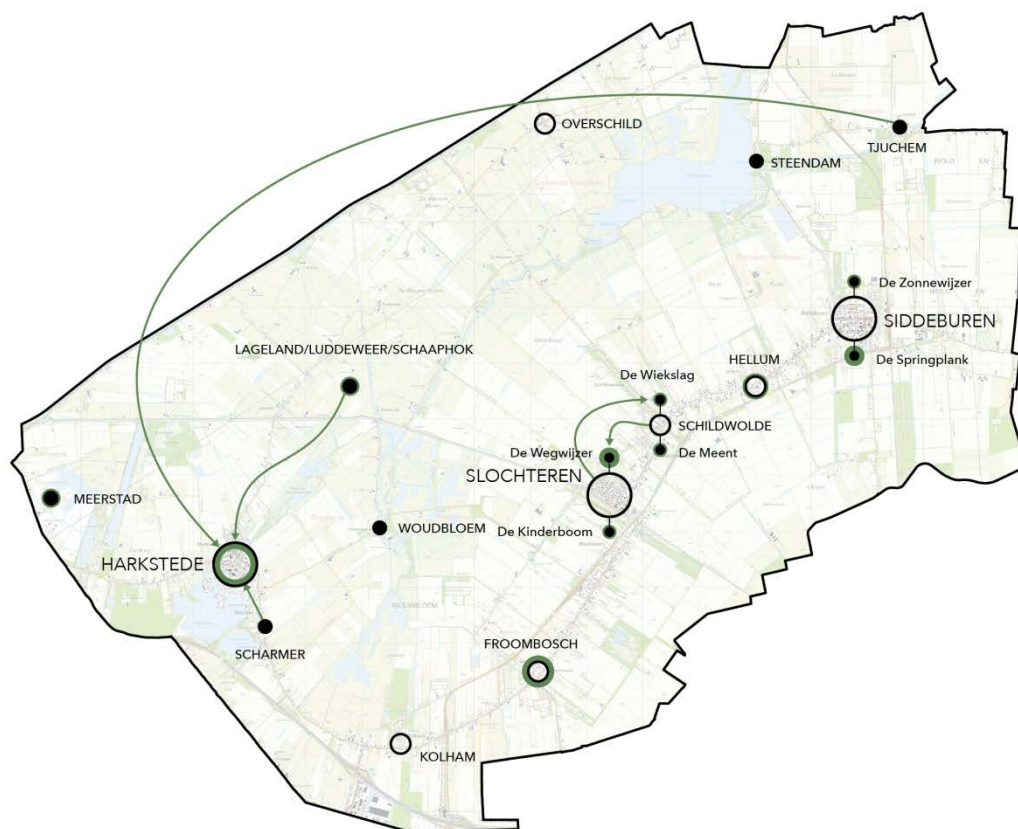 OVERSCHILD
TJUCHEM
STEENDAM
De Zonnewijzer
SIDDEBUREN
LAGELAND/LUDDEWEER/SCHAAPHOK
HELLUM
De Springplank
De Wiekslag
SCHILDWOLDE
De Wegwijzer
De Meent
SLOCHTEREN
MEERSTAD
WOUDBLOEM
De Kinderboom
HARKSTEDE
SCHARMER
FROOMBOSCH
KOLHAM